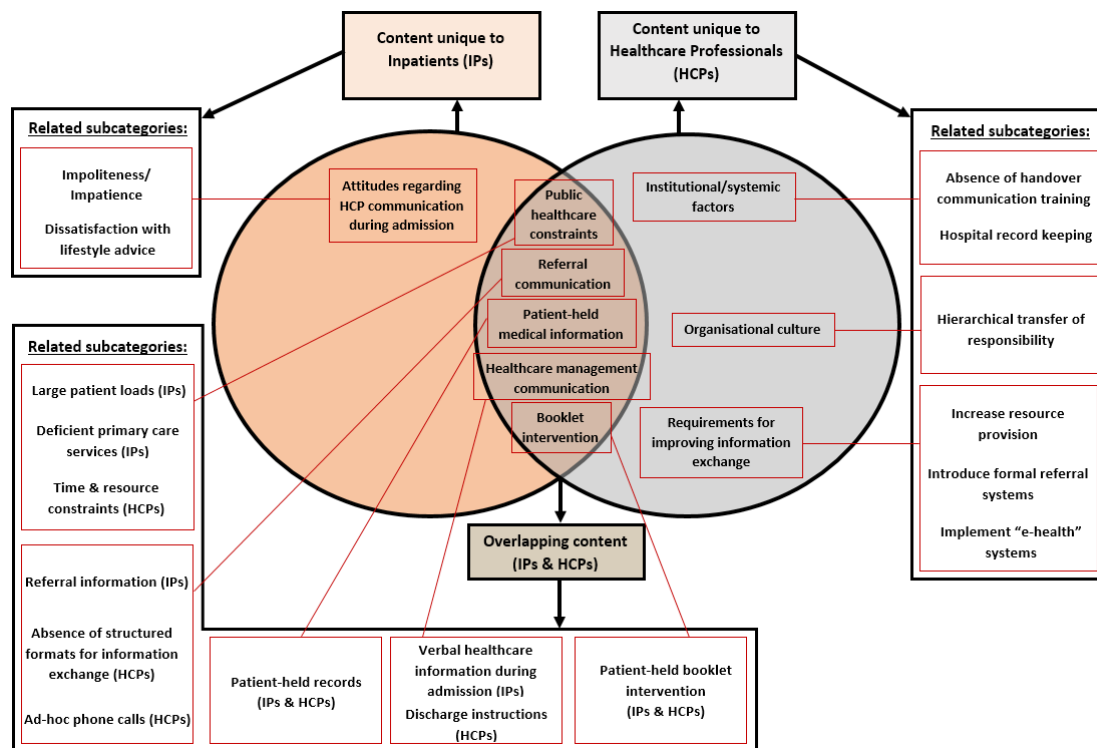 Content unique to
Inpatients (IPs)
Content unique to
Healthcare Professionals
(HCPs)
Related subcategories:
Impoliteness/
Impatience
Dissatisfaction with
lifestyle advice
Attitudes regarding
HCP communication
during admission
Public
healthcare
constraints
Referral
communication
Patient-held
medical information
Healthcare management
communication
Booklet
intervention
Institutional/systemic
factors
Organisational culture
Requirements for
improving information
exchange
Related subcategories:
Absence of handover
communication training
Hospital record keeping
Hierarchical transfer of
responsibility
Increase resource
provision
Introduce formal referral
systems
Implement “e-health”
systems
Overlapping content
(IPs & HCPs)
Related subcategories:
Large patient loads (IPs)
Deficient primary care
services (IPs)
Time & resource
constraints (HCPs)
Referral information (IPs)
Absence of structured
formats for information
exchange (HCPs)
Ad-hoc phone calls (HCPs)
Patient-held records
(IPs & HCPs)
Verbal healthcare
information during
admission (IPs)
Discharge instructions
(HCPs)
Patient-held booklet
intervention
(IPs & HCPs)